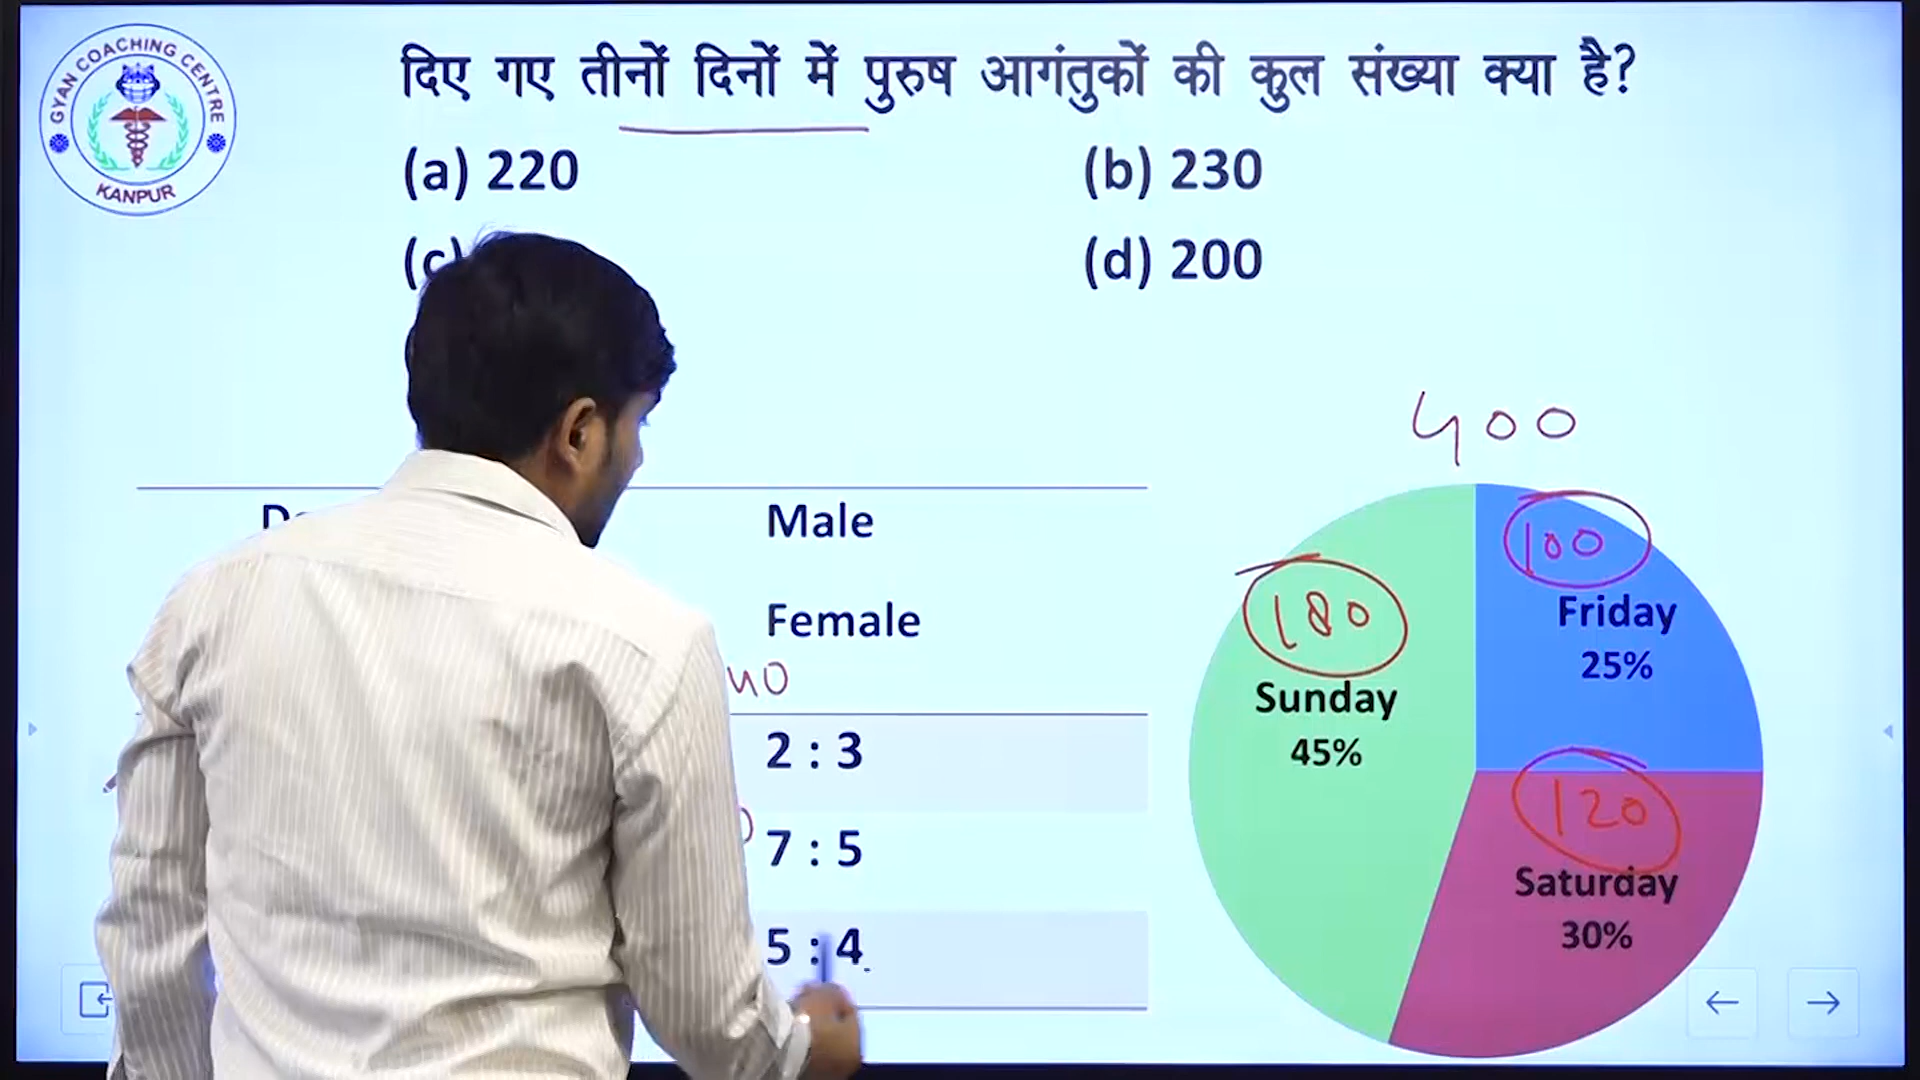 GYAN COACHING CENTRE
KANPUR
दिए गए तीनों दिनों में पुरुष आगंतुकों की कुल संख्या क्या है?
(a) 220
(b) 230
(d) 200
400
Male
Female
40
2 : 3
7 : 5
5 : 4
100
Friday
25%
180
Sunday
45%
120
Saturday
30%